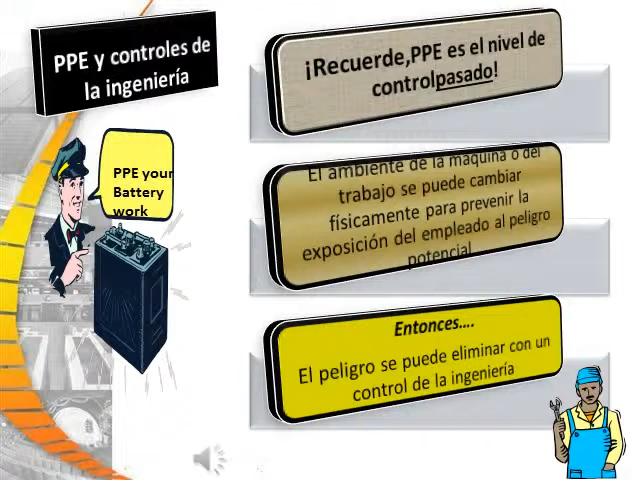 PPE y controles de
la ingeniería
PPE your
Battery
work
¡Recuerde,PPE es el nivel de
controlpasado!
El ambiente de la máquina o del
trabajo se puede cambiar
físicamente para prevenir la
exposición del empleado al peligro
potencial
Entonces....
El peligro se puede eliminar con un
control de la ingeniería